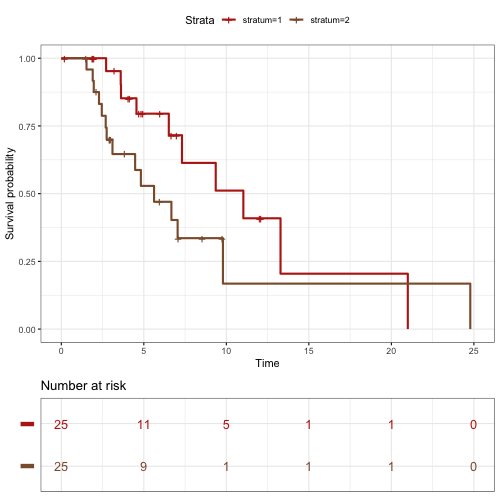 Strata stratum=1 stratum=2
Survival probability
1.00
0.75
0.50
0.25
0.00
0 5 10 15 20 25
Time
Number at risk
25 11 5 1 1 0
25 9 1 1 1 0